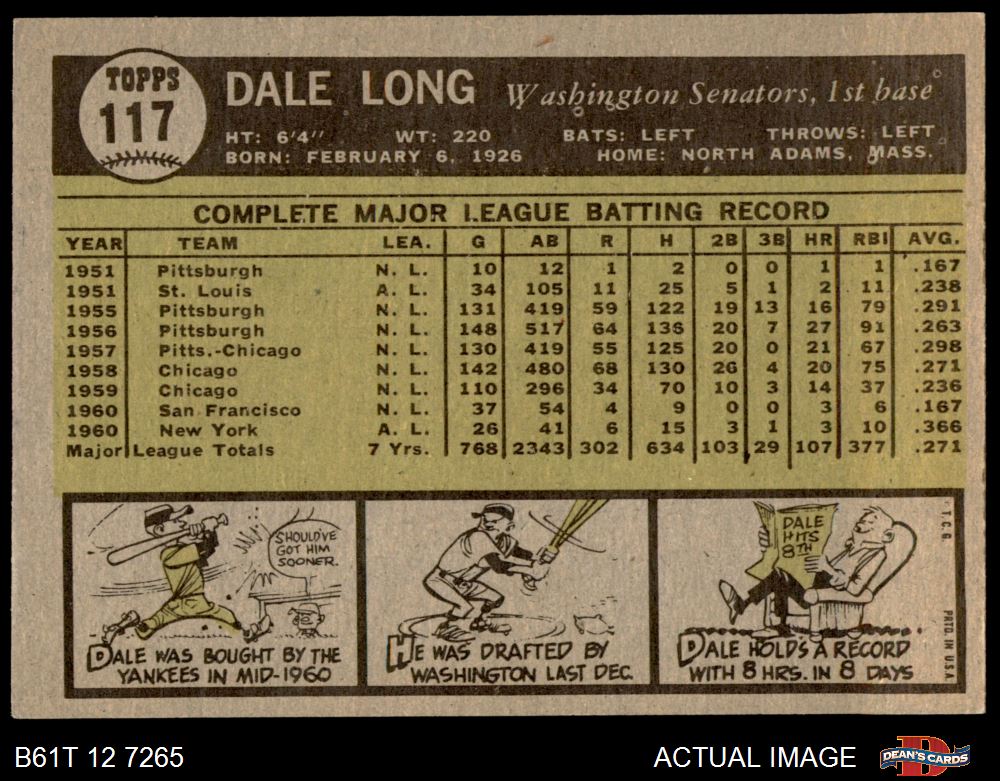 TOPPS
117
DALE LONG Washington Senators, 1st base
HT: 6'4" WT: 220 BATS: LEFT THROWS: LEFT
BORN: FEBRUARY 6, 1926 HOME: NORTH ADAMS, MASS.
COMPLETE MAJOR LEAGUE BATTING RECORD
YEAR TEAM LEA. G AB R H 2B 3B HR RBI AVG.
1951 Pittsburgh N. L. 10 12 1 2 0 0 1 1 .167
1951 St. Louis A. L. 34 105 11 25 5 1 2 11 .238
1955 Pittsburgh N. L. 131 419 59 122 19 13 16 79 .291
1956 Pittsburgh N. L. 148 517 64 136 20 7 27 91 .263
1957 Pitts.-Chicago N. L. 130 419 55 125 20 0 21 67 .298
1958 Chicago N. L. 142 480 68 130 26 4 20 75 .271
1959 Chicago N. L. 110 296 34 70 10 3 14 37 .236
1960 San Francisco N. L. 37 54 4 9 0 0 3 6 .167
1960 New York A. L. 26 41 6 15 3 1 3 10 .366
Major League Totals 7 Yrs. 768 2343 302 634 103 29 107 377 .271
SHOULD'VE
GOT HIM
SOONER.
DALE WAS BOUGHT BY THE
YANKEES IN MID-1960
HE WAS DRAFTED BY
WASHINGTON LAST DEC.
DALE
HITS
8TH
DALE HOLDS A RECORD
WITH 8 HRS. IN 8 DAYS
T.C.G. PRTD. IN U.S.A.
B61T 12 7265 ACTUAL IMAGE
DEAN'S CARDS